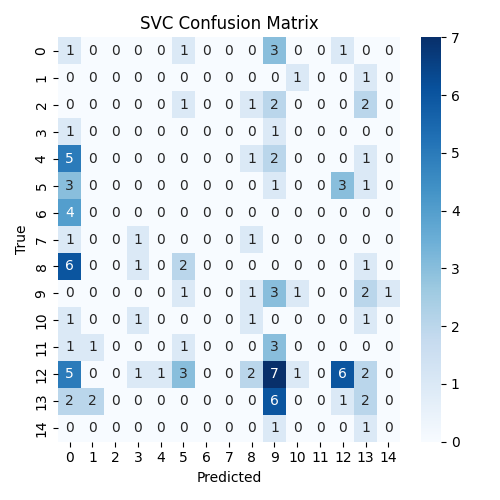 SVC Confusion Matrix
0 1 0 0 0 0 1 0 0 0 3 0 0 1 0 0
1 0 0 0 0 0 0 0 0 0 0 1 0 0 1 0
2 0 0 0 0 0 1 0 0 1 2 0 0 0 2 0
3 1 0 0 0 0 0 0 0 0 1 0 0 0 0 0
4 5 0 0 0 0 0 0 0 1 2 0 0 0 1 0
5 3 0 0 0 0 0 0 0 0 1 0 0 3 1 0
6 4 0 0 0 0 0 0 0 0 0 0 0 0 0 0
7 1 0 0 1 0 0 0 0 1 0 0 0 0 0 0
8 6 0 0 1 0 2 0 0 0 0 0 0 0 1 0
9 0 0 0 0 0 1 0 0 1 3 1 0 0 2 1
10 1 0 0 1 0 0 0 0 1 0 0 0 0 1 0
11 1 1 0 0 0 1 0 0 0 3 0 0 0 0 0
12 5 0 0 1 1 3 0 0 2 7 1 0 6 2 0
13 2 2 0 0 0 0 0 0 0 6 0 0 1 2 0
14 0 0 0 0 0 0 0 0 0 1 0 0 0 1 0
0 1 2 3 4 5 6 7 8 9 10 11 12 13 14
Predicted
True
7
6
5
4
3
2
1
0